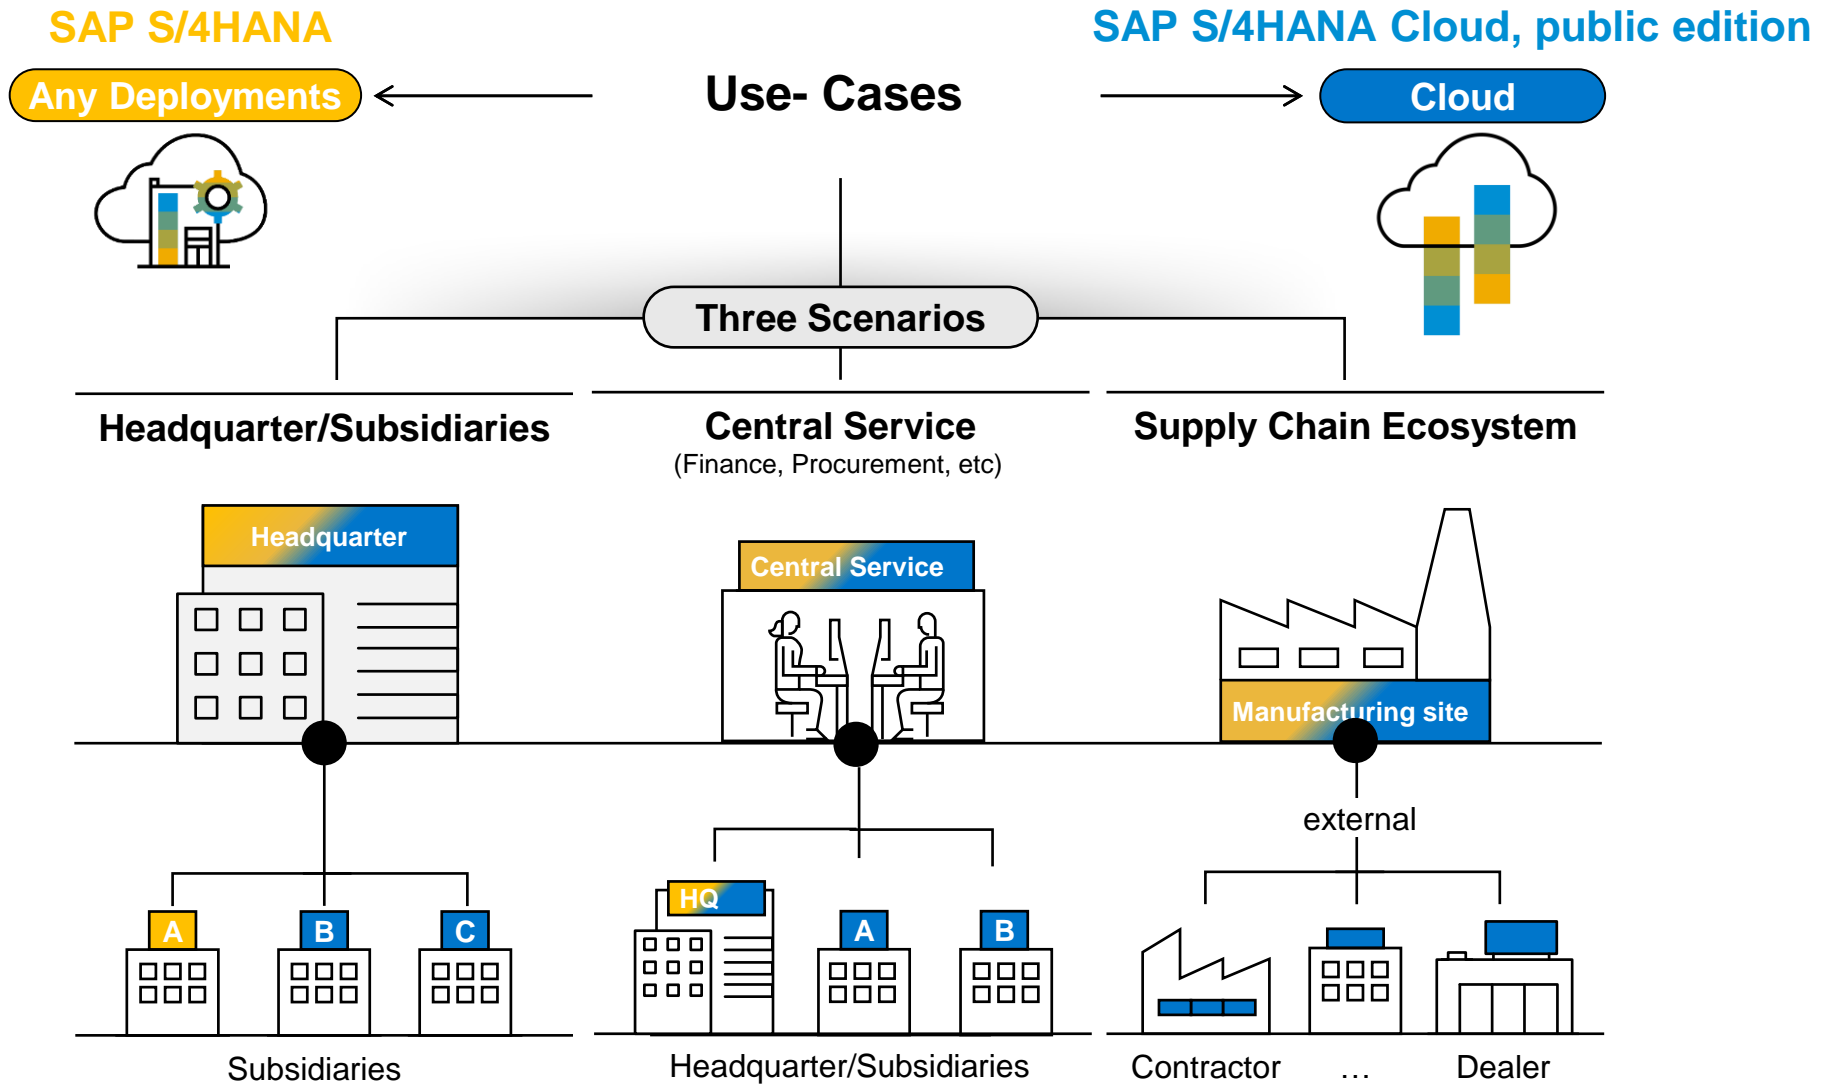 SAP S/4HANA
SAP S/4HANA Cloud, public edition
Any Deployments
Use- Cases
Cloud
Three Scenarios
Headquarter/Subsidiaries
Central Service
(Finance, Procurement, etc)
Supply Chain Ecosystem
Headquarter
Central Service
Manufacturing site
external
A
B
C
HQ
A
B
Subsidiaries
Headquarter/Subsidiaries
Contractor
...
Dealer